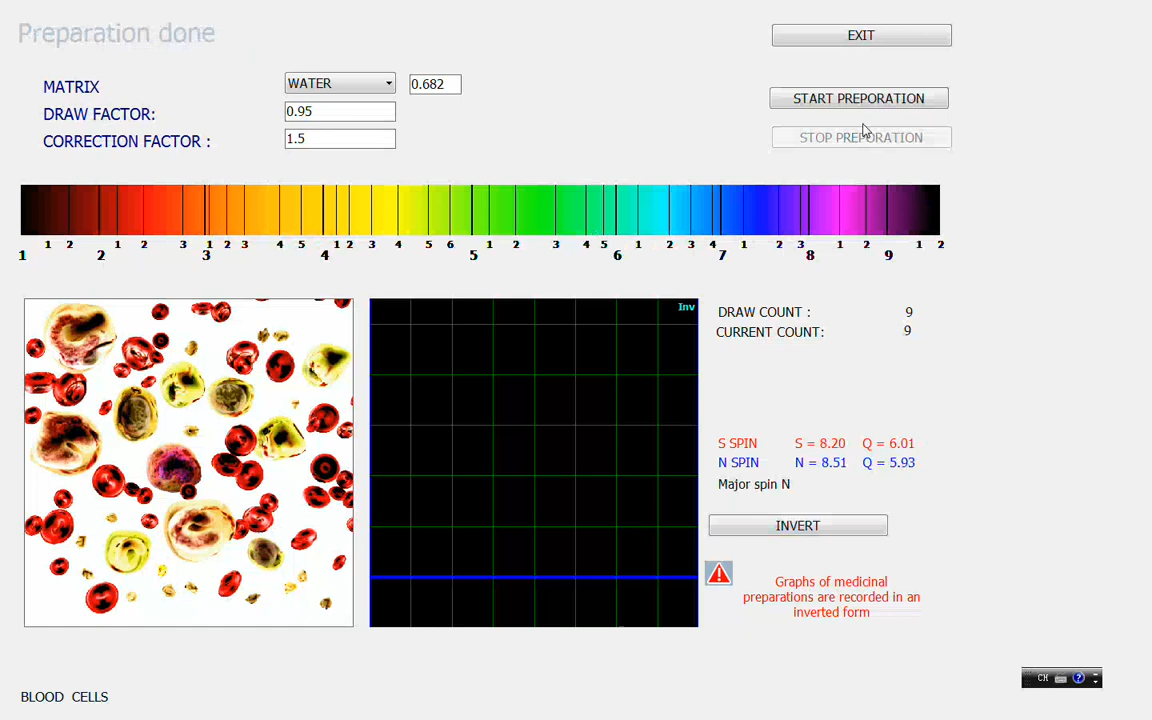 Preparation done
EXIT
MATRIX WATER 0.682
START PREPORATION
DRAW FACTOR: 0.95
STOP PREPORATION
CORRECTION FACTOR : 1.5
1 2 1 2 3 1 2 3 4 5 1 2 3 4 5 6 1 2 3 4 5 1 2 3 4 1 2 3 1 2 1 2
1 2 3 4 5 6 7 8 9
Inv
DRAW COUNT : 9
CURRENT COUNT: 9
S SPIN S = 8.20 Q = 6.01
N SPIN N = 8.51 Q = 5.93
Major spin N
INVERT
Graphs of medicinal
preparations are recorded in an
inverted form
CH ?
BLOOD CELLS